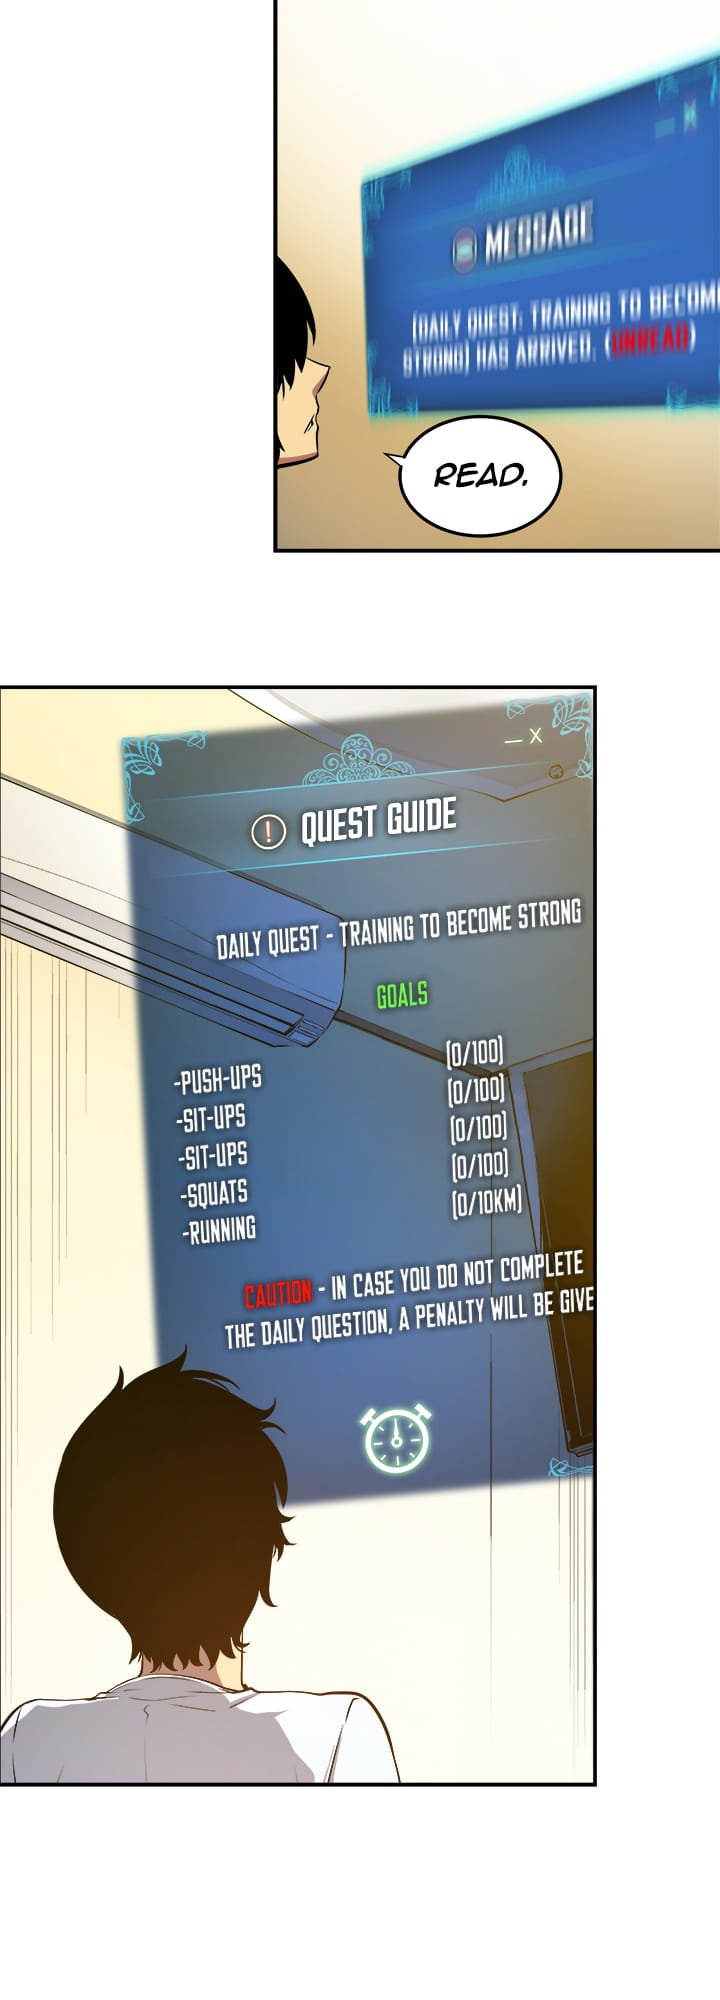 MESSAGE
[DAILY QUEST: TRAINING TO BECOM
STRONG] HAS ARRIVED. (UNREAD)
READ.
_ X
! QUEST GUIDE
DAILY QUEST - TRAINING TO BECOME STRONG
GOALS
-PUSH-UPS [0/100]
-SIT-UPS [0/100]
-SIT-UPS [0/100]
-SQUATS [0/100]
-RUNNING [0/10KM]
CAUTION - IN CASE YOU DO NOT COMPLETE
THE DAILY QUESTION, A PENALTY WILL BE GIVE